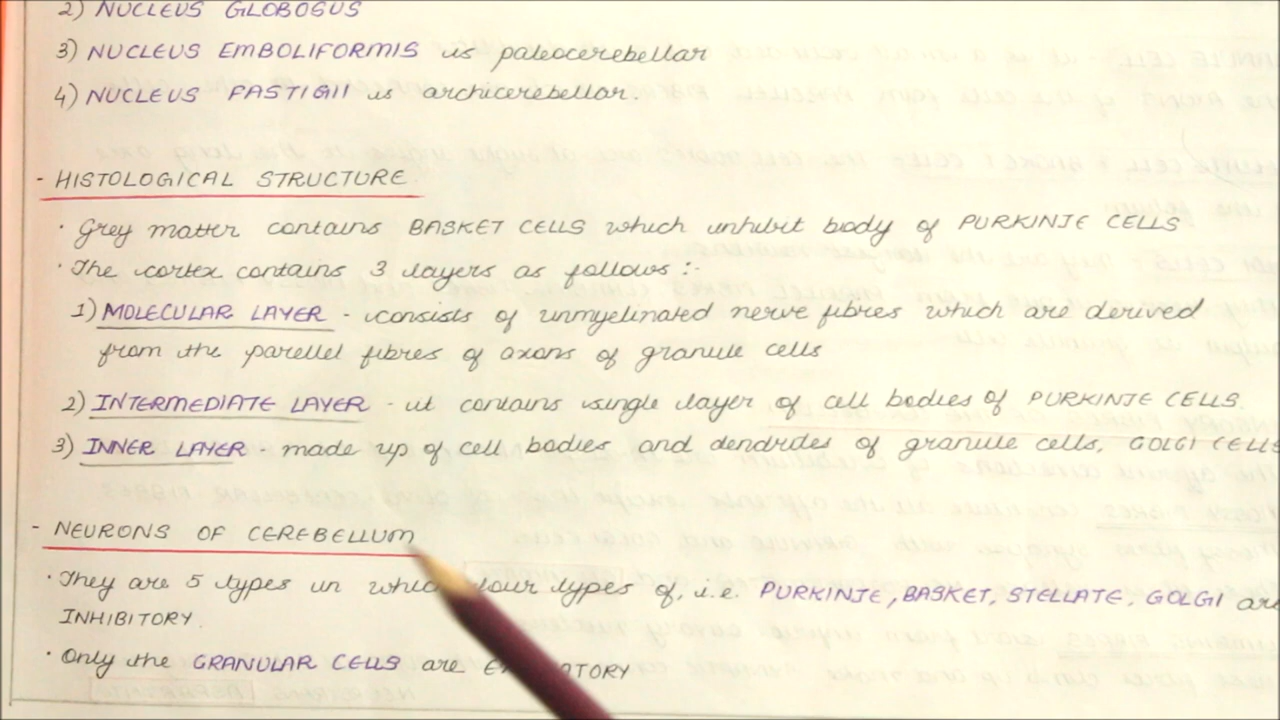 2) NUCLEUS GLOBOSUS
3) NUCLEUS EMBOLIFORMIS is paleocerebellar
4) NUCLEUS FASTIGII is archicerebellar.
- HISTOLOGICAL STRUCTURE
· Grey matter contains BASKET CELLS which inhibit body of PURKINJE CELLS
· The cortex contains 3 layers as follows :-
1) MOLECULAR LAYER - consists of unmyelinated nerve fibres which are derived
from the parellel fibres of axons of granule cells
2) INTERMEDIATE LAYER - it contains single layer of cell bodies of PURKINJE CELLS.
3) INNER LAYER - made up of cell bodies and dendrides of granule cells, GOLGI CELLS
- NEURONS OF CEREBELLUM
· They are 5 types in which four types of, i.e. PURKINJE, BASKET, STELLATE, GOLGI are
INHIBITORY.
· Only the GRANULAR CELLS are